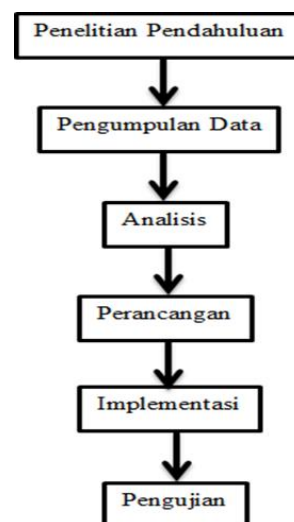 Penelitian Pendahuluan
Pengumpulan Data
Analisis
Perancangan
Implementasi
Pengujian